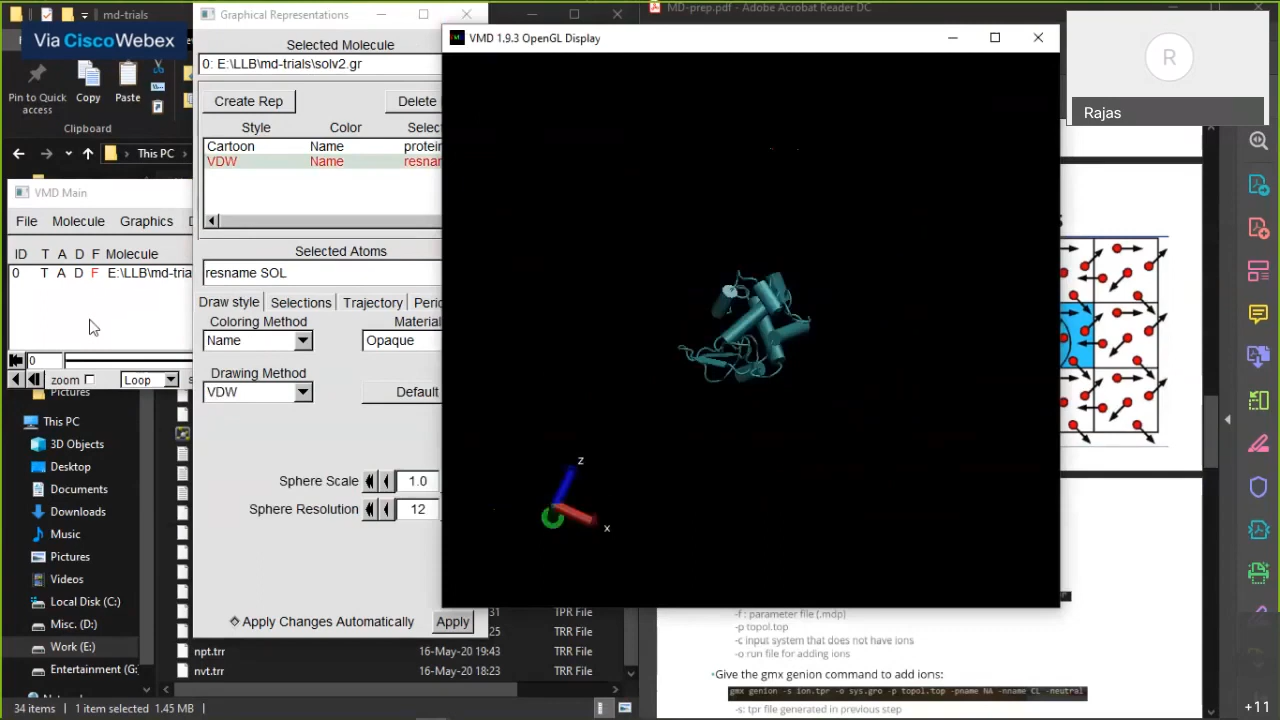 md-trials
Via Cisco Webex
Pin to Quick access
Copy
Paste
Clipboard
This PC
VMD Main
File Molecule Graphics
ID T A D F Molecule
0 T A D F E:\LLB\md-tria
0
zoom Loop
Pictures
This PC
3D Objects
Desktop
Documents
Downloads
Music
Pictures
Videos
Local Disk (C:)
Misc. (D:)
Work (E:)
Entertainment (G:
34 items 1 item selected 1.45 MB
Graphical Representations
Selected Molecule
0: E:\LLB\md-trials\solv2.gr
Create Rep Delete
Style Color Selec
Cartoon Name protein
VDW Name resnar
Selected Atoms
resname SOL
Draw style Selections Trajectory Perio
Coloring Method Material
Name Opaque
Drawing Method
VDW Default
Sphere Scale 1.0
Sphere Resolution 12
Apply Changes Automatically Apply
31 TPR File
25 TRR File
npt.trr 16-May-20 19:43 TRR File
nvt.trr 16-May-20 18:23 TRR File
VMD 1.9.3 OpenGL Display
z
x
MD-prep.pdf - Adobe Acrobat Reader DC
R
Rajas
-f : parameter file (.mdp)
-p topol.top
-c input system that does not have ions
-o run file for adding ions
•Give the gmx genion command to add ions:
gmx genion -s ion.tpr -o sys.gro -p topol.top -pname NA -nname CL -neutral
-s: tpr file generated in previous step
+11